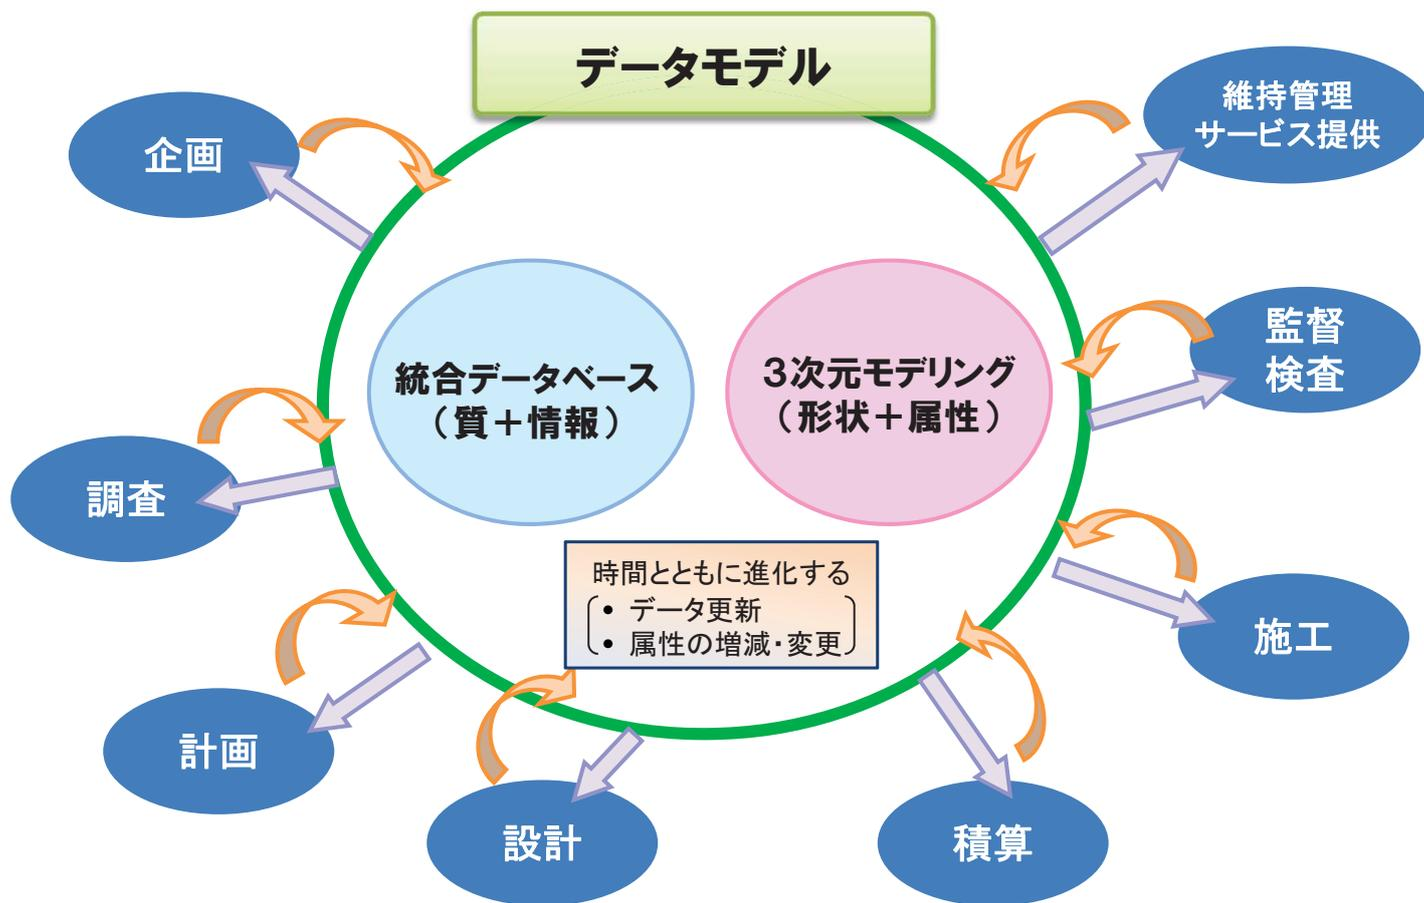 データモデル
企画
維持管理
サービス提供
統合データベース
（質＋情報）
３次元モデリング
（形状＋属性）
監督
検査
調査
時間とともに進化する
• データ更新
• 属性の増減・変更
施工
計画
設計
積算